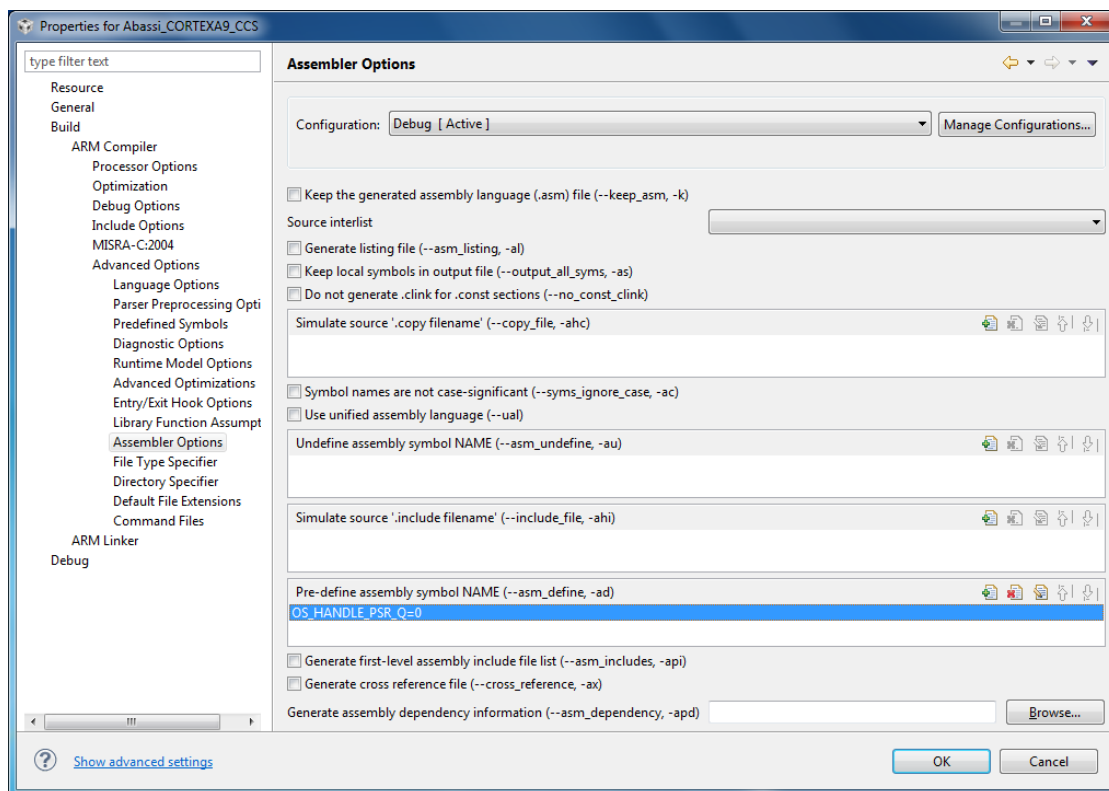 Properties for Abassi_CORTEXA9_CCS
type filter text
Resource
General
Build
ARM Compiler
Processor Options
Optimization
Debug Options
Include Options
MISRA-C:2004
Advanced Options
Language Options
Parser Preprocessing Opti
Predefined Symbols
Diagnostic Options
Runtime Model Options
Advanced Optimizations
Entry/Exit Hook Options
Library Function Assumpt
Assembler Options
File Type Specifier
Directory Specifier
Default File Extensions
Command Files
ARM Linker
Debug
Assembler Options
Configuration: Debug [ Active ] Manage Configurations...
Keep the generated assembly language (.asm) file (--keep_asm, -k)
Source interlist
Generate listing file (--asm_listing, -al)
Keep local symbols in output file (--output_all_syms, -as)
Do not generate .clink for .const sections (--no_const_clink)
Simulate source '.copy filename' (--copy_file, -ahc)
Symbol names are not case-significant (--syms_ignore_case, -ac)
Use unified assembly language (--ual)
Undefine assembly symbol NAME (--asm_undefine, -au)
Simulate source '.include filename' (--include_file, -ahi)
Pre-define assembly symbol NAME (--asm_define, -ad)
OS_HANDLE_PSR_Q=0
Generate first-level assembly include file list (--asm_includes, -api)
Generate cross reference file (--cross_reference, -ax)
Generate assembly dependency information (--asm_dependency, -apd) Browse...
Show advanced settings
OK Cancel